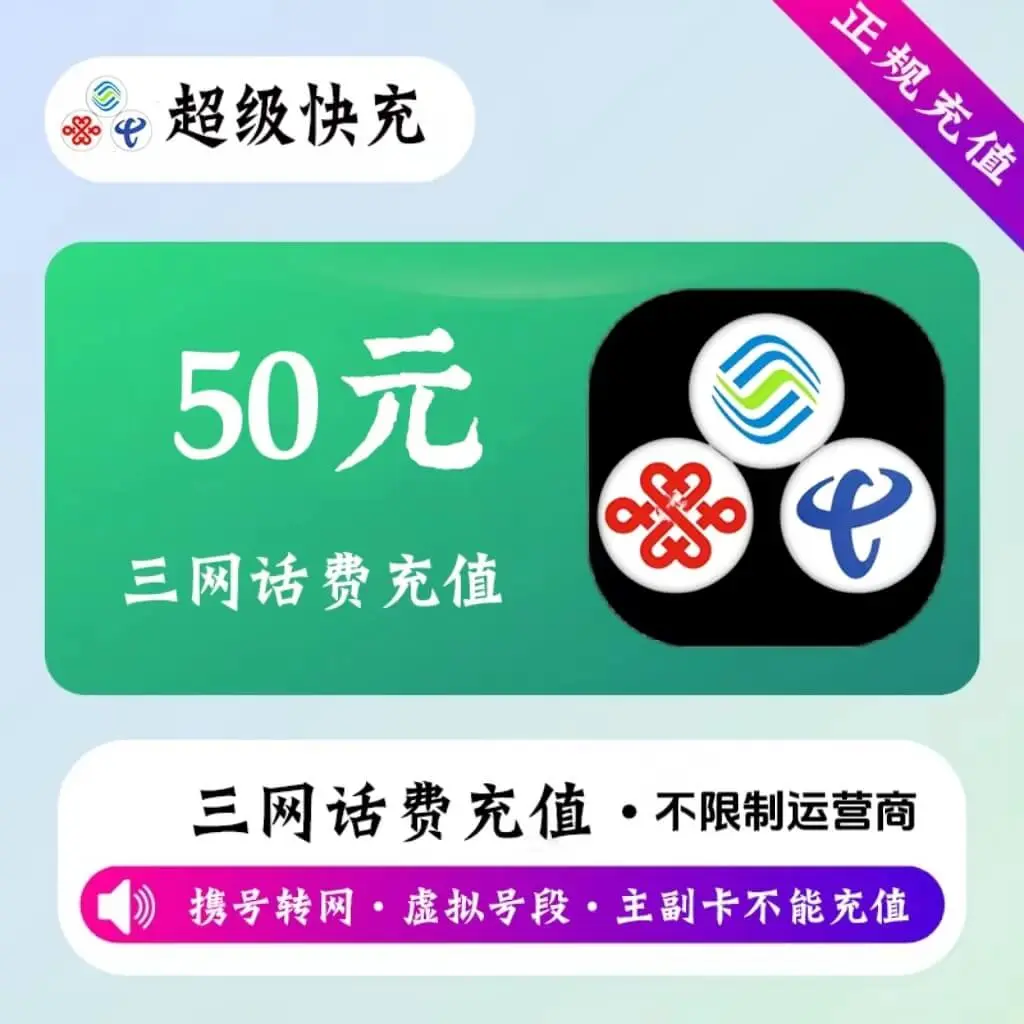 超级快充
正规充值
50元
三网话费充值
三网话费充值·不限制运营商
携号转网·虚拟号段·主副卡不能充值